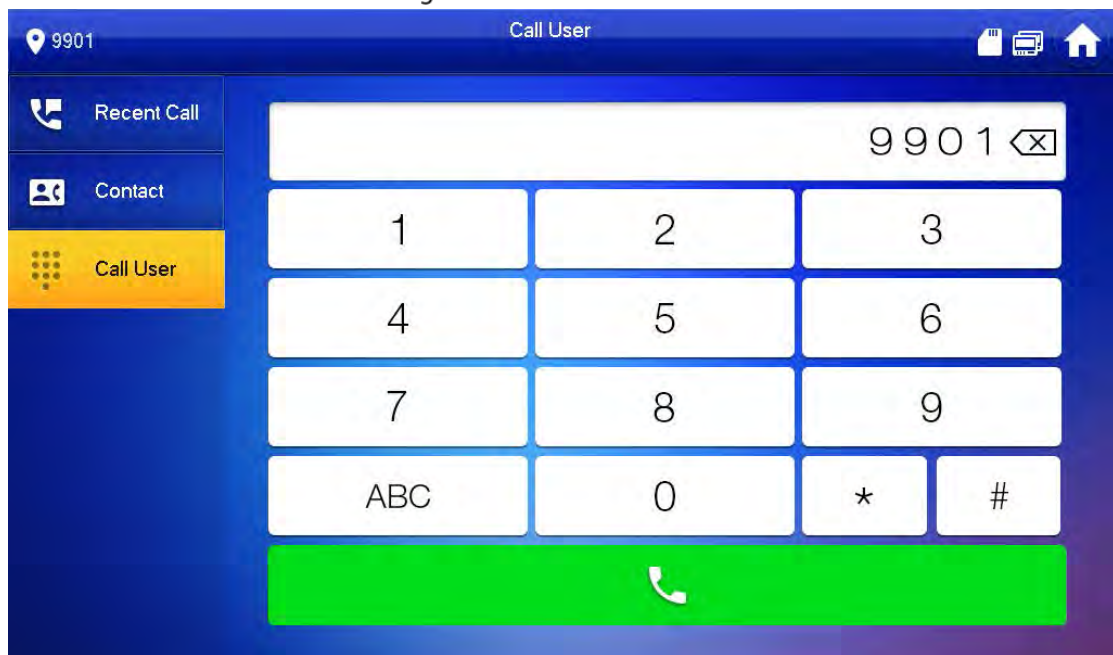 Call User
9901
Recent Call
Contact
Call User
9901
1 2 3
4 5 6
7 8 9
ABC 0 * #